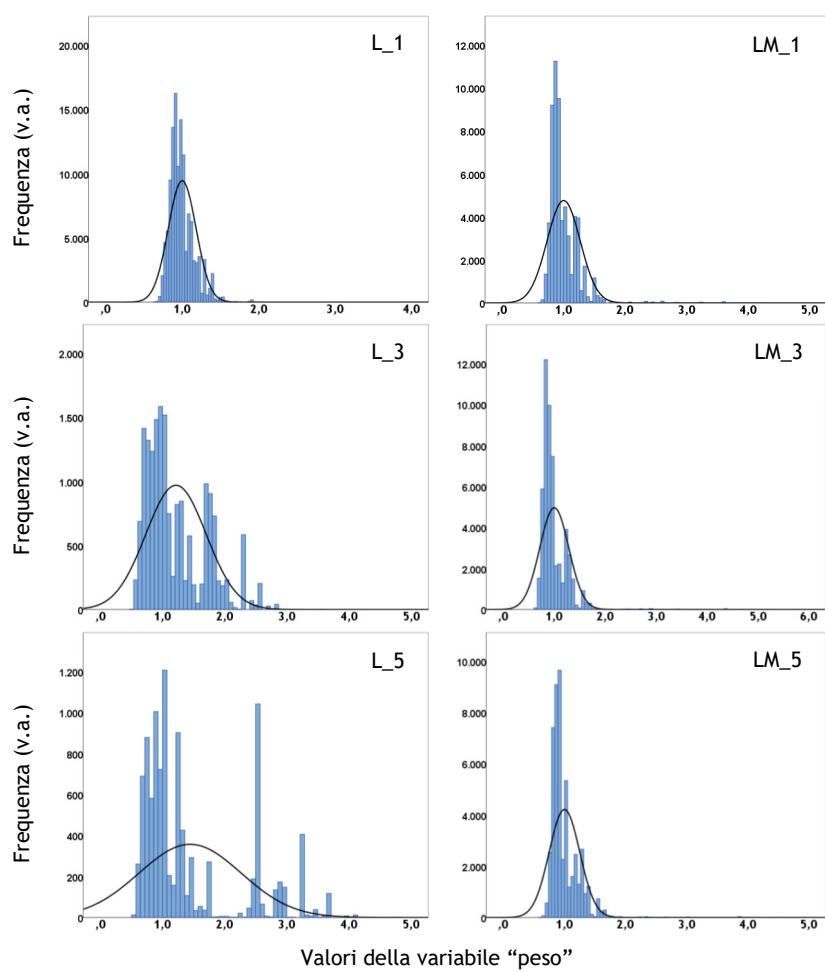 L_1
20.000
15.000
10.000
5.000
0
,0 1,0 2,0 3,0 4,0
Frequenza (v.a.)
LM_1
12.000
10.000
8.000
6.000
4.000
2.000
0
,0 1,0 2,0 3,0 4,0 5,0
L_3
2.000
1.500
1.000
500
0
,0 1,0 2,0 3,0 4,0 5,0
Frequenza (v.a.)
LM_3
12.000
10.000
8.000
6.000
4.000
2.000
0
,0 1,0 2,0 3,0 4,0 5,0 6,0
L_5
1.200
1.000
800
600
400
200
0
,0 1,0 2,0 3,0 4,0 5,0
Frequenza (v.a.)
LM_5
10.000
8.000
6.000
4.000
2.000
0
,0 1,0 2,0 3,0 4,0 5,0
Valori della variabile “peso”